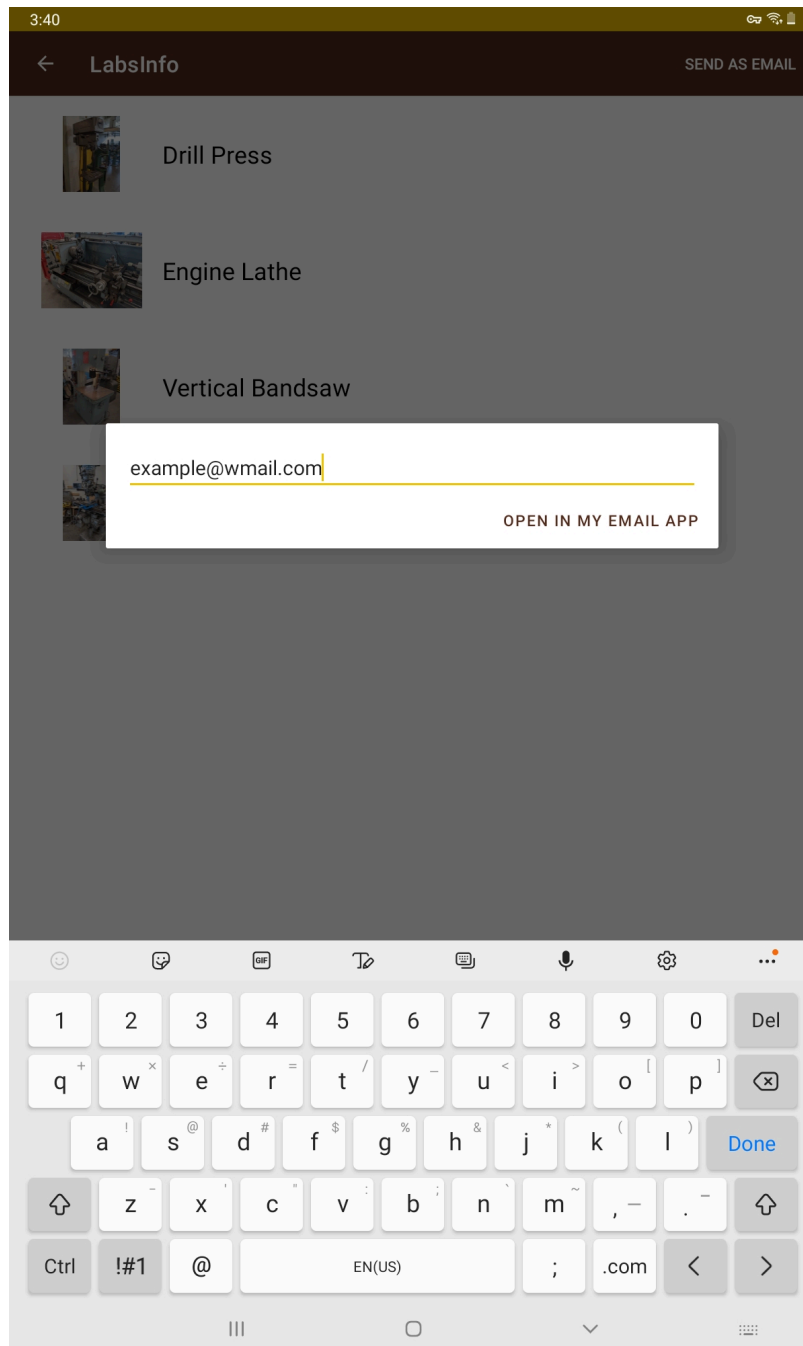 3:40
LabsInfo SEND AS EMAIL
Drill Press
Engine Lathe
Vertical Bandsaw
example@wmail.com
OPEN IN MY EMAIL APP
GIF T
1 2 3 4 5 6 7 8 9 0 Del
q + w × e ÷ r = t / y _ u < i > o [ p ]
a ! s @ d # f $ g % h & j * k ( l ) Done
z - x ' c " v : b ; n ` m ~ , — . –
Ctrl !#1 @ EN(US) ; .com < >